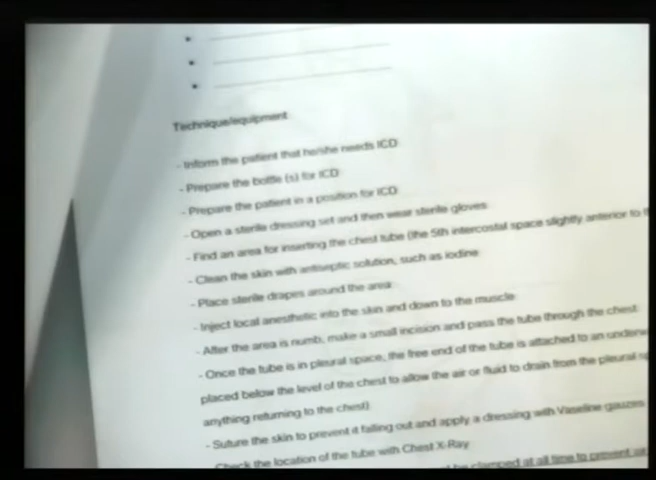 Technique/equipment
- Inform the patient that he/she needs ICD
- Prepare the bottle (s) for ICD
- Prepare the patient in a position for ICD
- Open a sterile dressing set and then wear sterile gloves
- Find an area for inserting the chest tube (the 5th intercostal space slightly anterior to
- Clean the skin with antiseptic solution, such as iodine
- Place sterile drapes around the area
- Inject local anesthetic into the skin and down to the muscle
- After the area is numb, make a small incision and pass the tube through the chest
- Once the tube is in pleural space, the free end of the tube is attached to an
placed below the level of the chest to allow the air or fluid to drain from the pleural
anything returning to the chest)
- Suture the skin to prevent it falling out and apply a dressing with Vaseline gauzes
Check the location of the tube with Chest X-Ray
be clamped at all time to prevent